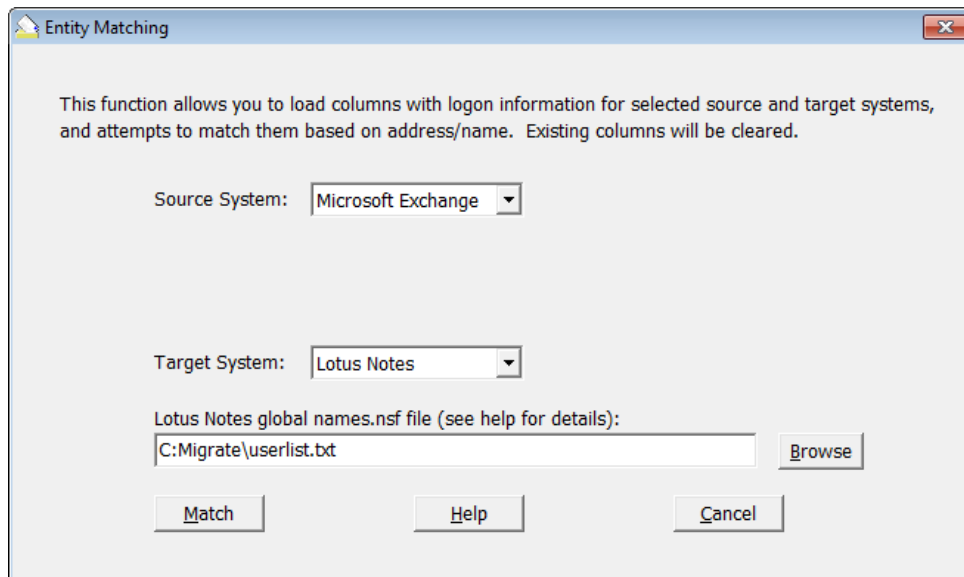 Entity Matching
This function allows you to load columns with logon information for selected source and target systems,
and attempts to match them based on address/name.  Existing columns will be cleared.
Source System: Microsoft Exchange
Target System: Lotus Notes
Lotus Notes global names.nsf file (see help for details):
C:Migrate\userlist.txt Browse
Match Help Cancel